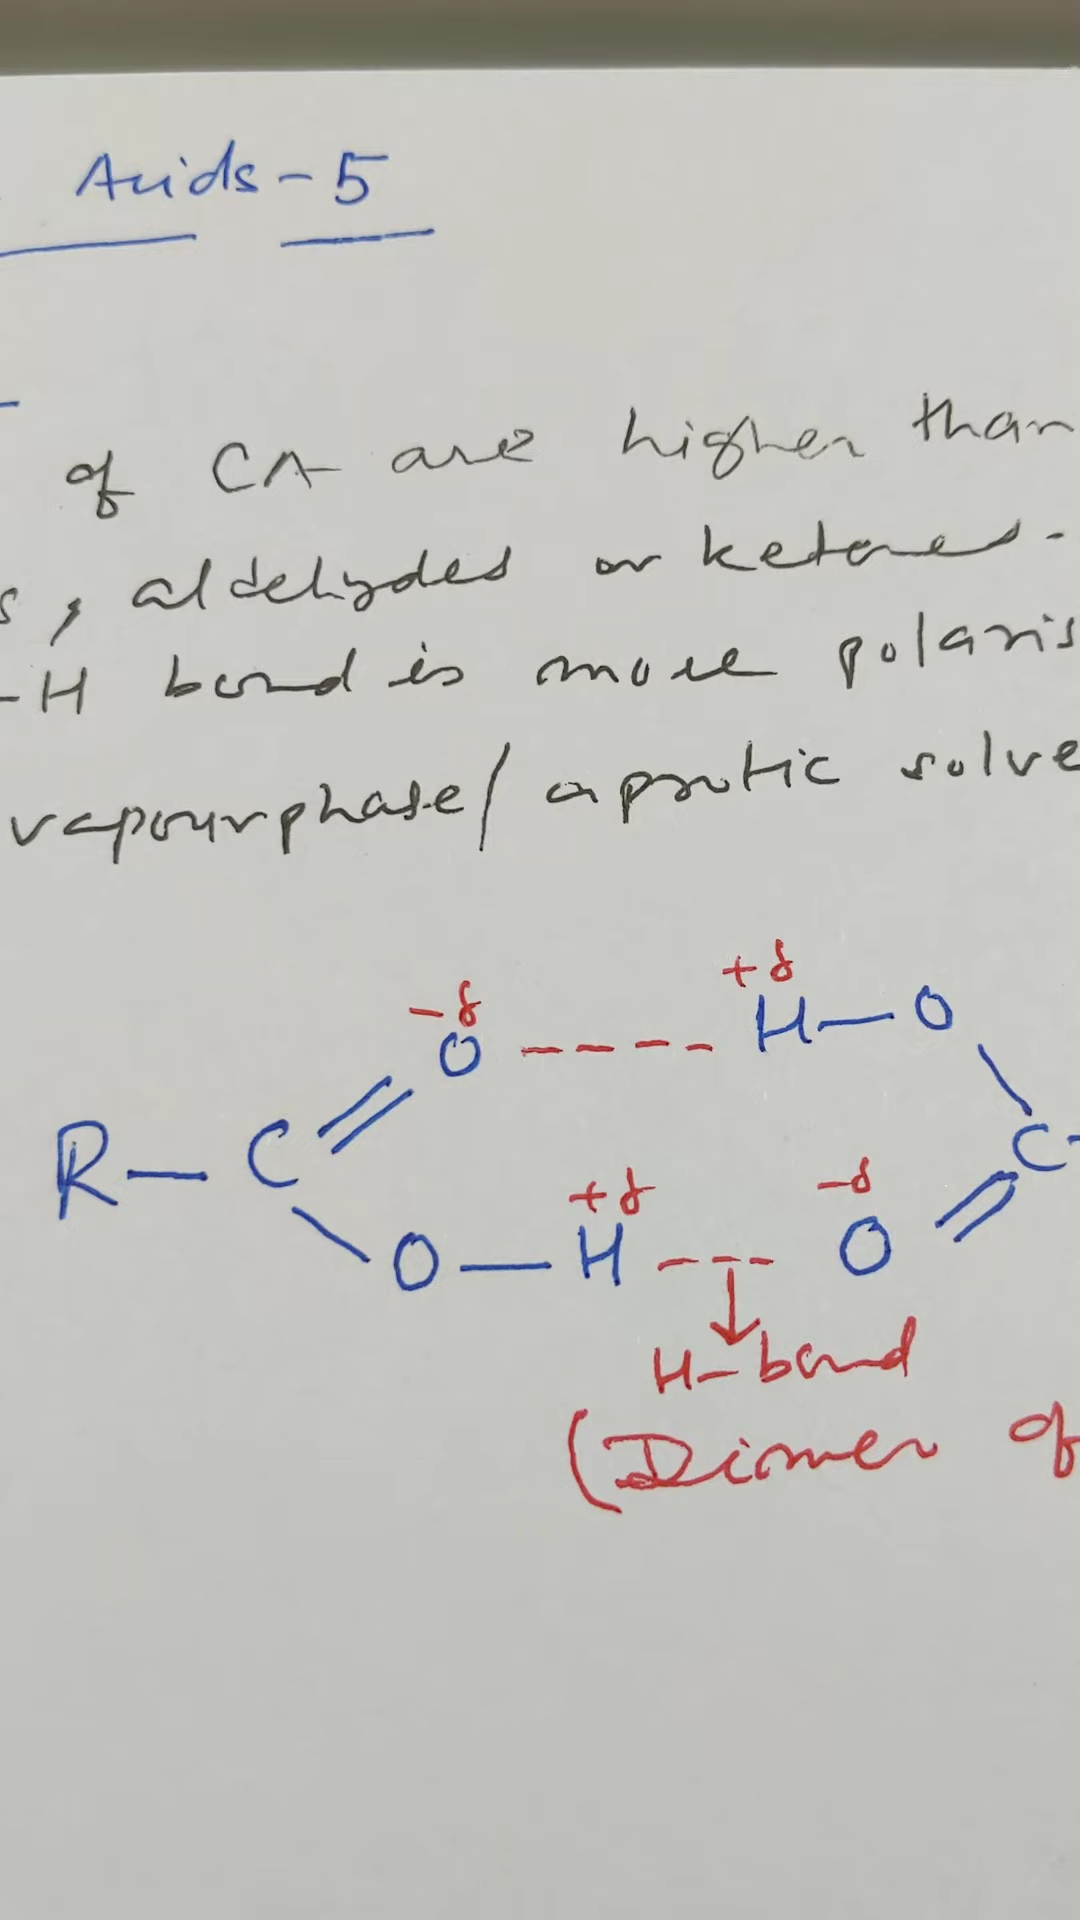 Acids-5
of CA are higher than
s, aldehydes or ketones.
-H bond is more polaris
vapourphase/ aprotic solve
+δ
-δ
O ---- H-O
R-C C-
+δ -δ
O-H --- O
H-bond
(Dimer of